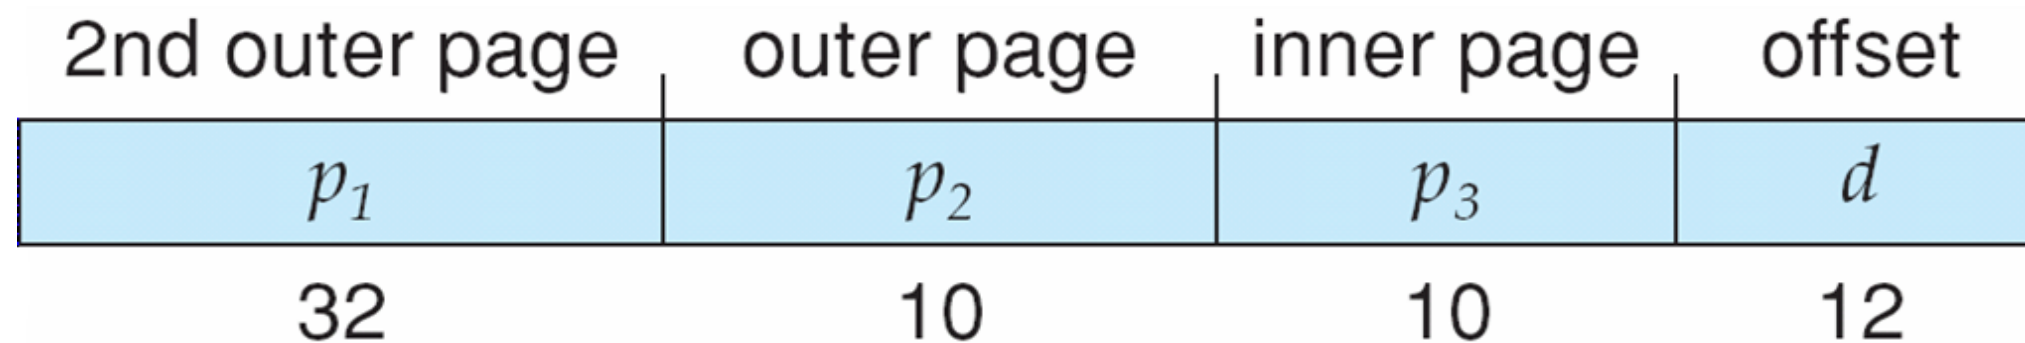 2nd outer page outer page inner page offset
p1 p2 p3 d
32 10 10 12